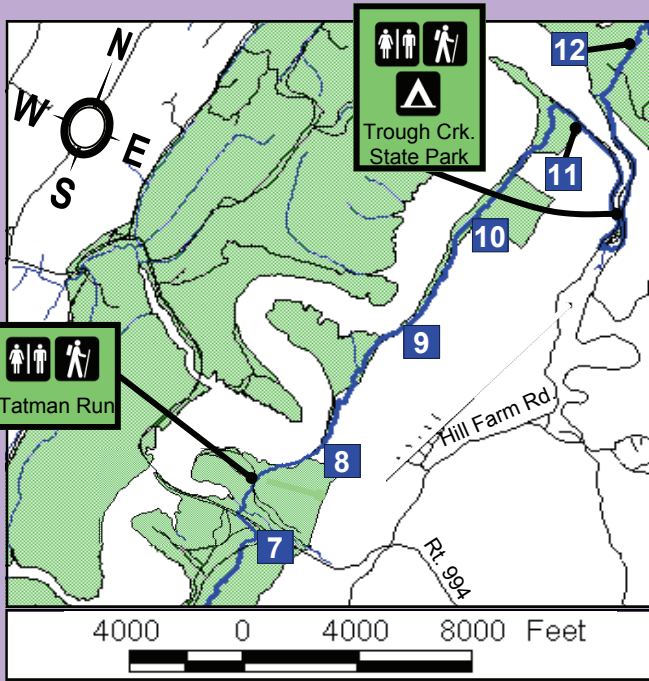 N
W
E
S
12
Trough Crk.
State Park
11
10
9
Tatman Run
Hill Farm Rd.
8
7
Rt. 994
4000 0 4000 8000 Feet